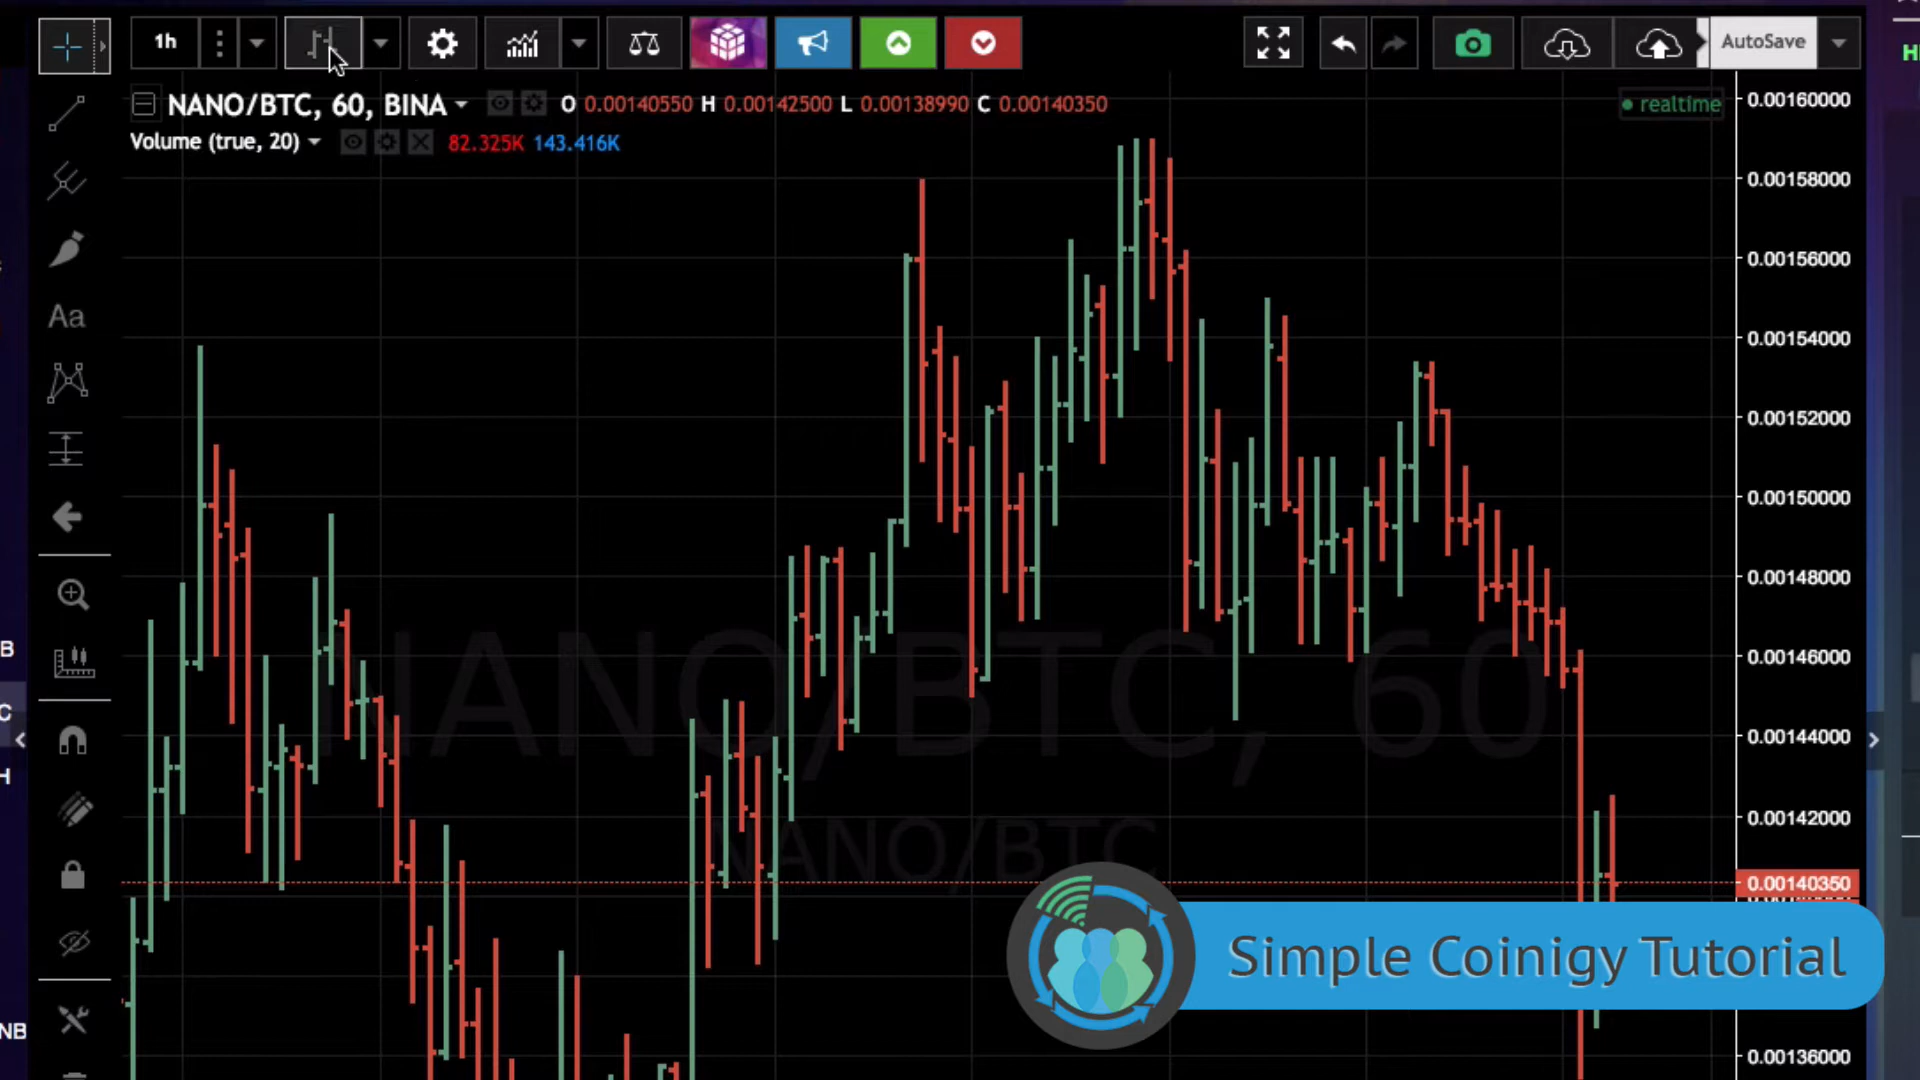 1h
AutoSave
NANO/BTC, 60, BINA O 0.00140550 H 0.00142500 L 0.00138990 C 0.00140350
realtime
Volume (true, 20) 82.325K 143.416K
Aa
0.00160000
0.00158000
0.00156000
0.00154000
0.00152000
0.00150000
0.00148000
0.00146000
0.00144000
0.00142000
0.00140350
0.00136000
NANO/BTC, 60
NANO/BTC
B
C
H
NB
Simple Coinigy Tutorial